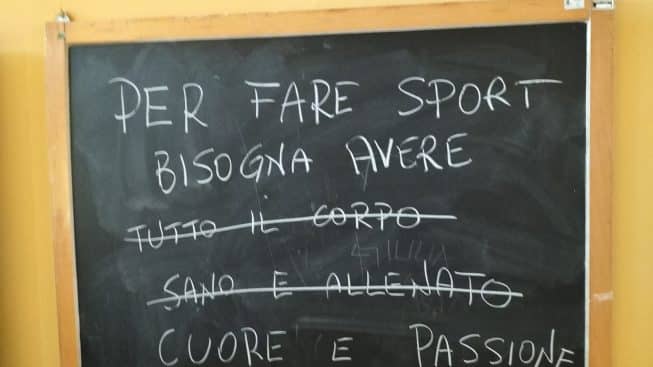 PER FARE SPORT
BISOGNA AVERE
TUTTO IL CORPO
SANO E ALLENATO
CUORE E PASSIONE